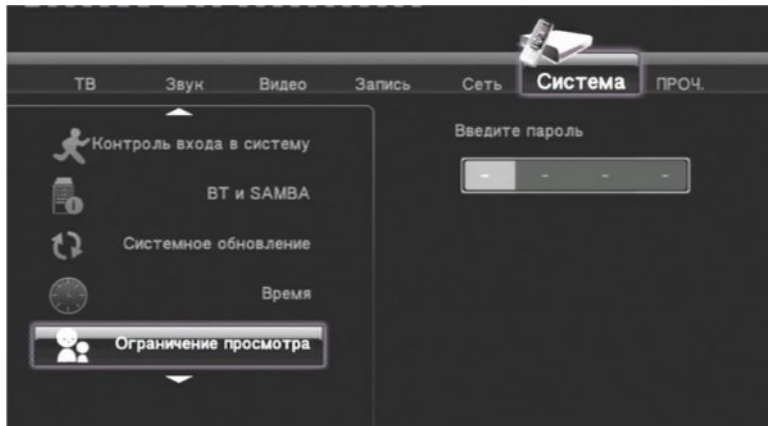 ТВ Звук Видео Запись Сеть Система ПРОЧ.
Контроль входа в систему
BT и SAMBA
Системное обновление
Время
Ограничение просмотра
Введите пароль
- - - -